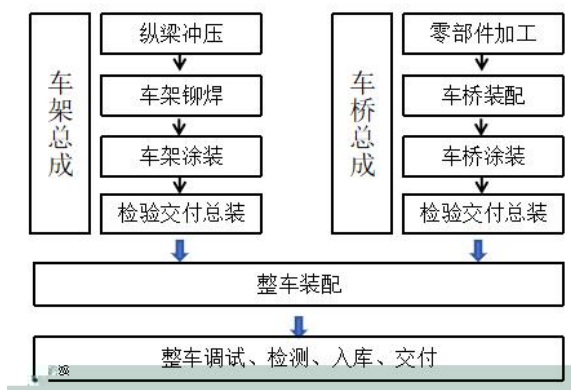 车架总成
纵梁冲压
车架铆焊
车架涂装
检验交付总装
车桥总成
零部件加工
车桥装配
车桥涂装
检验交付总装
整车装配
整车调试、检测、入库、交付